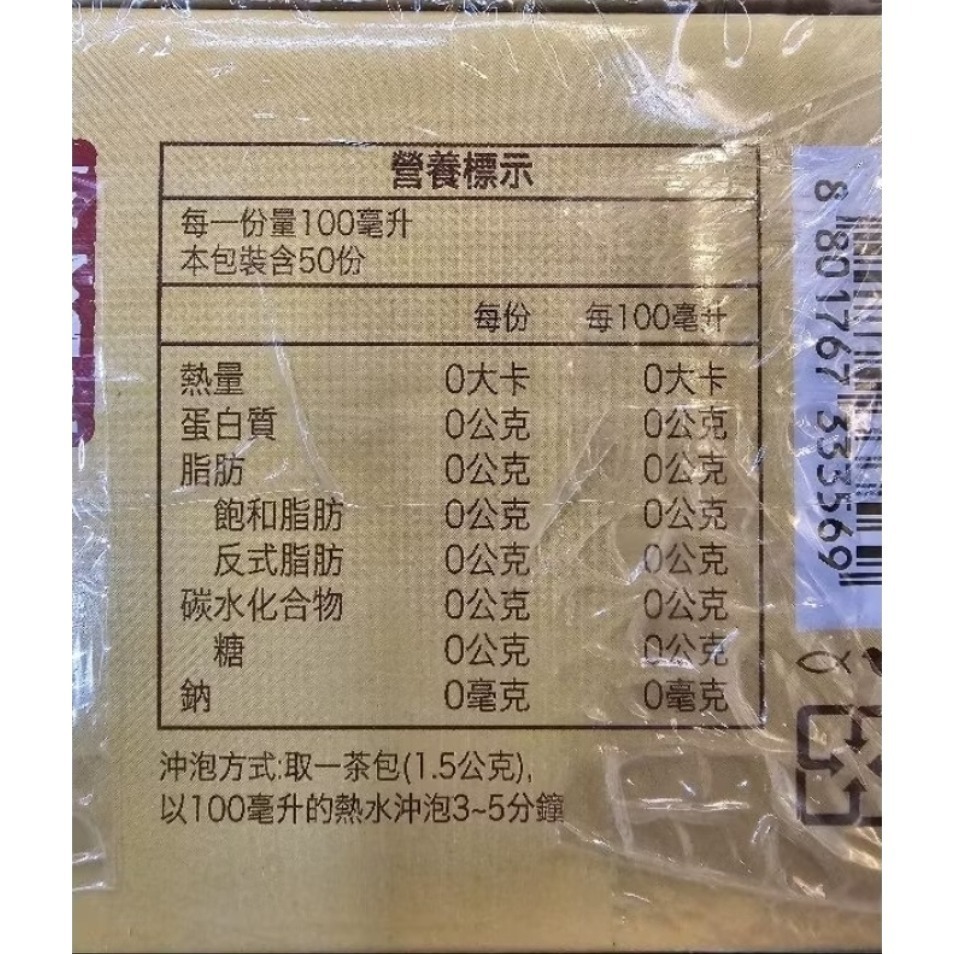 營養標示
每一份量100毫升
本包裝含50份
每份 每100毫升
熱量 0大卡 0大卡
蛋白質 0公克 0公克
脂肪 0公克 0公克
飽和脂肪 0公克 0公克
反式脂肪 0公克 0公克
碳水化合物 0公克 0公克
糖 0公克 0公克
鈉 0毫克 0毫克
沖泡方式:取一茶包(1.5公克),
以100毫升的熱水沖泡3~5分鐘
8 801767 333569